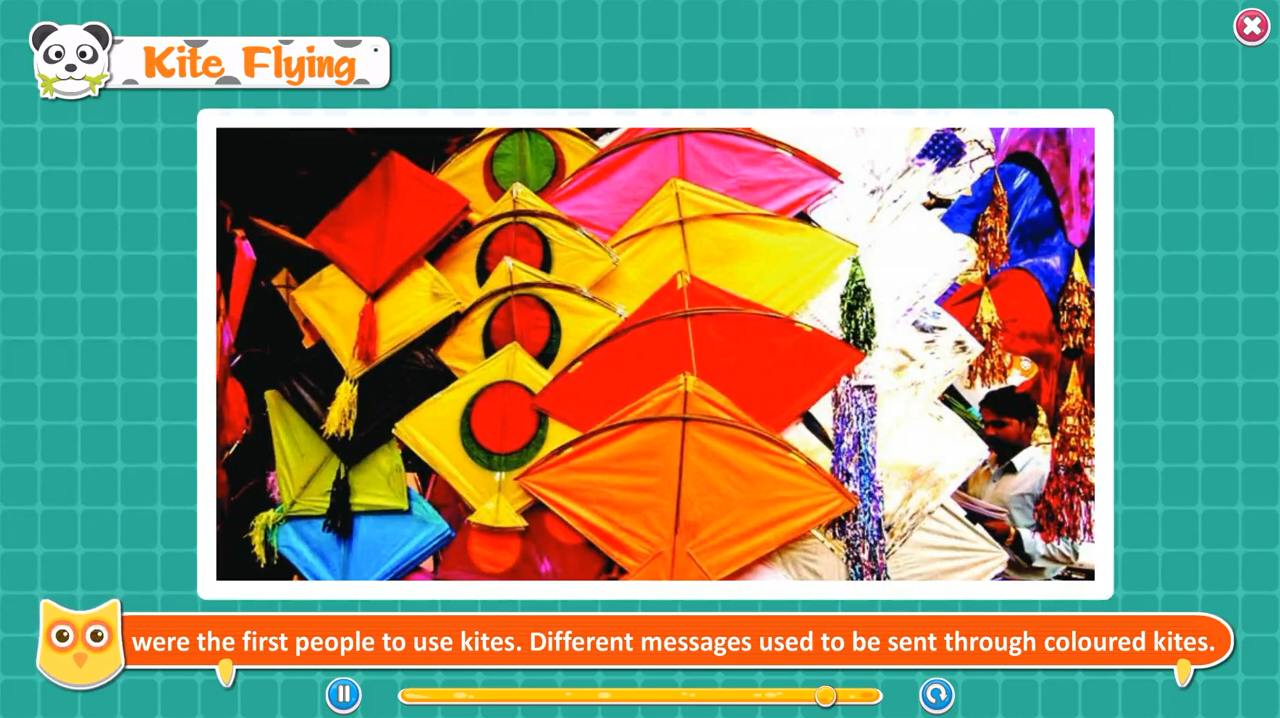 Kite Flying
were the first people to use kites. Different messages used to be sent through coloured kites.